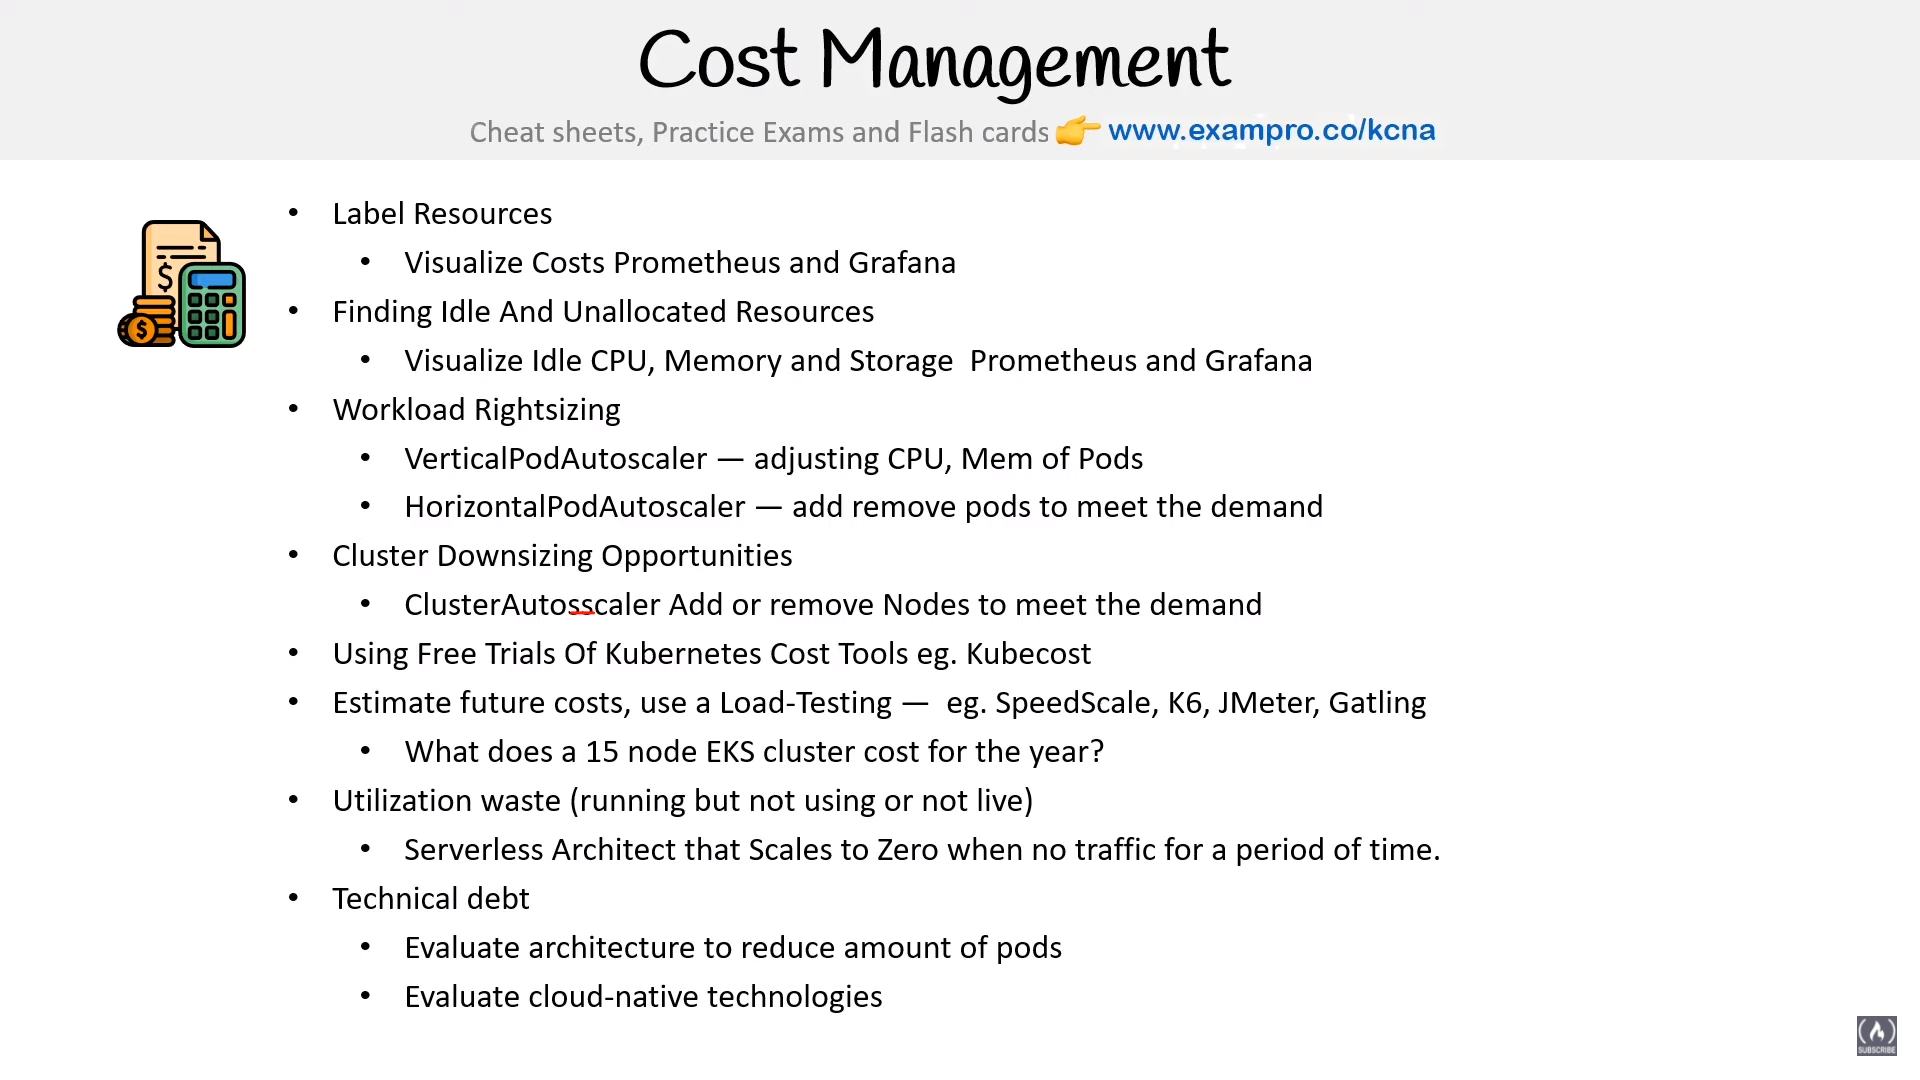 Cost Management
Cheat sheets, Practice Exams and Flash cards 👉 www.exampro.co/kcna
• Label Resources
• Visualize Costs Prometheus and Grafana
• Finding Idle And Unallocated Resources
• Visualize Idle CPU, Memory and Storage  Prometheus and Grafana
• Workload Rightsizing
• VerticalPodAutoscaler — adjusting CPU, Mem of Pods
• HorizontalPodAutoscaler — add remove pods to meet the demand
• Cluster Downsizing Opportunities
• ClusterAutosscaler Add or remove Nodes to meet the demand
• Using Free Trials Of Kubernetes Cost Tools eg. Kubecost
• Estimate future costs, use a Load-Testing —  eg. SpeedScale, K6, JMeter, Gatling
• What does a 15 node EKS cluster cost for the year?
• Utilization waste (running but not using or not live)
• Serverless Architect that Scales to Zero when no traffic for a period of time.
• Technical debt
• Evaluate architecture to reduce amount of pods
• Evaluate cloud-native technologies
SUBSCRIBE